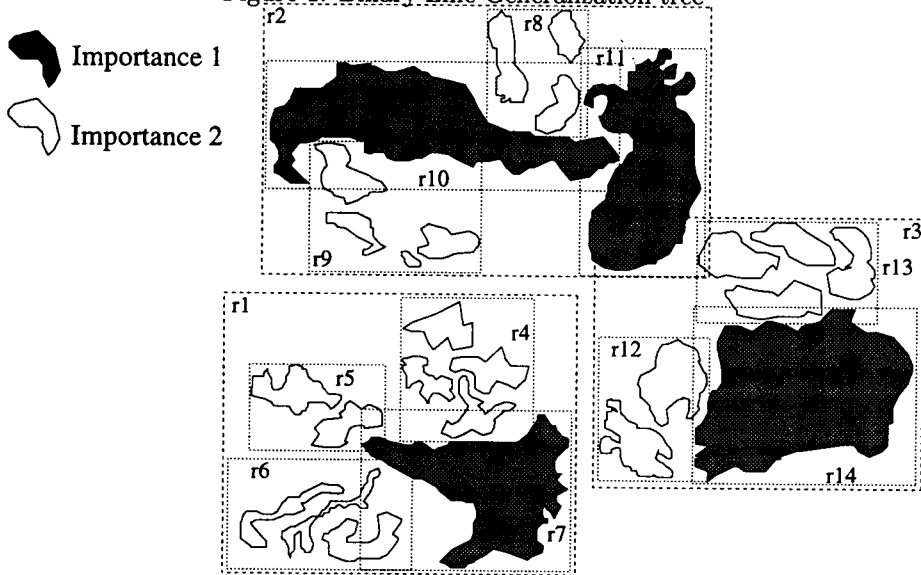 r2
r8
r11
Importance 1
Importance 2
r10
r9
r3
r13
r1
r4
r12
r5
r6
r14
r7